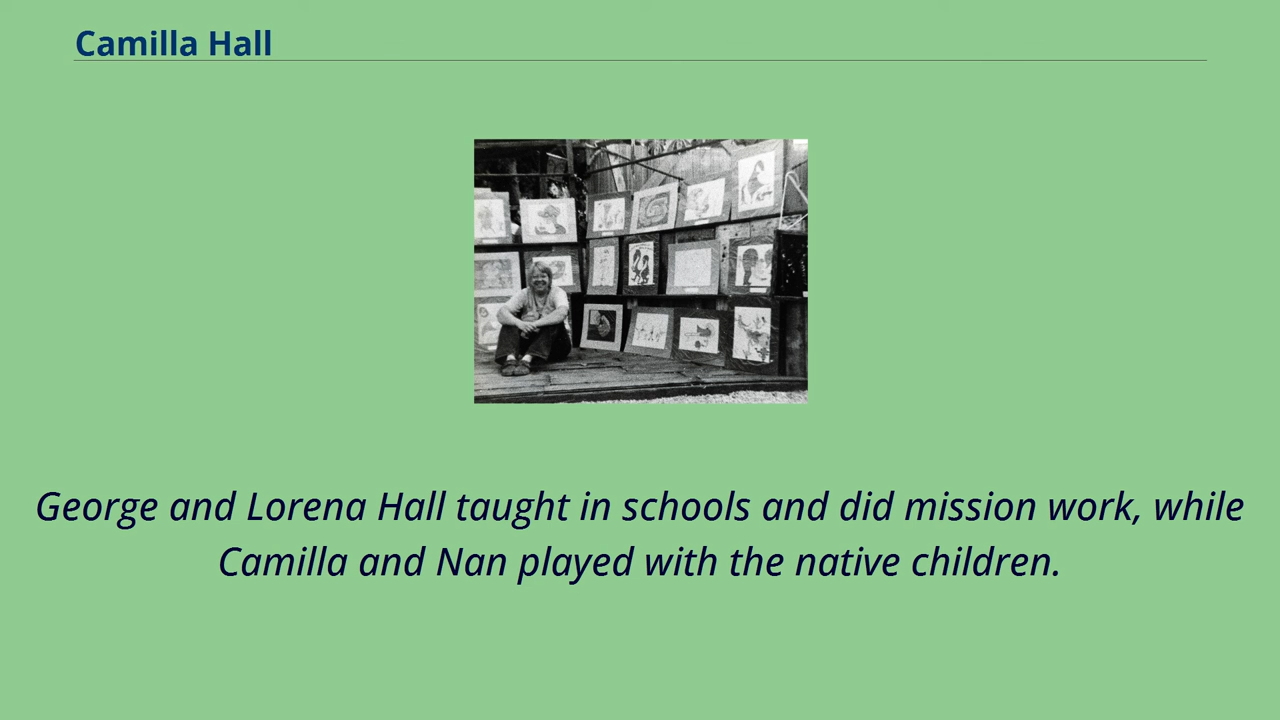 Camilla Hall
George and Lorena Hall taught in schools and did mission work, while
Camilla and Nan played with the native children.